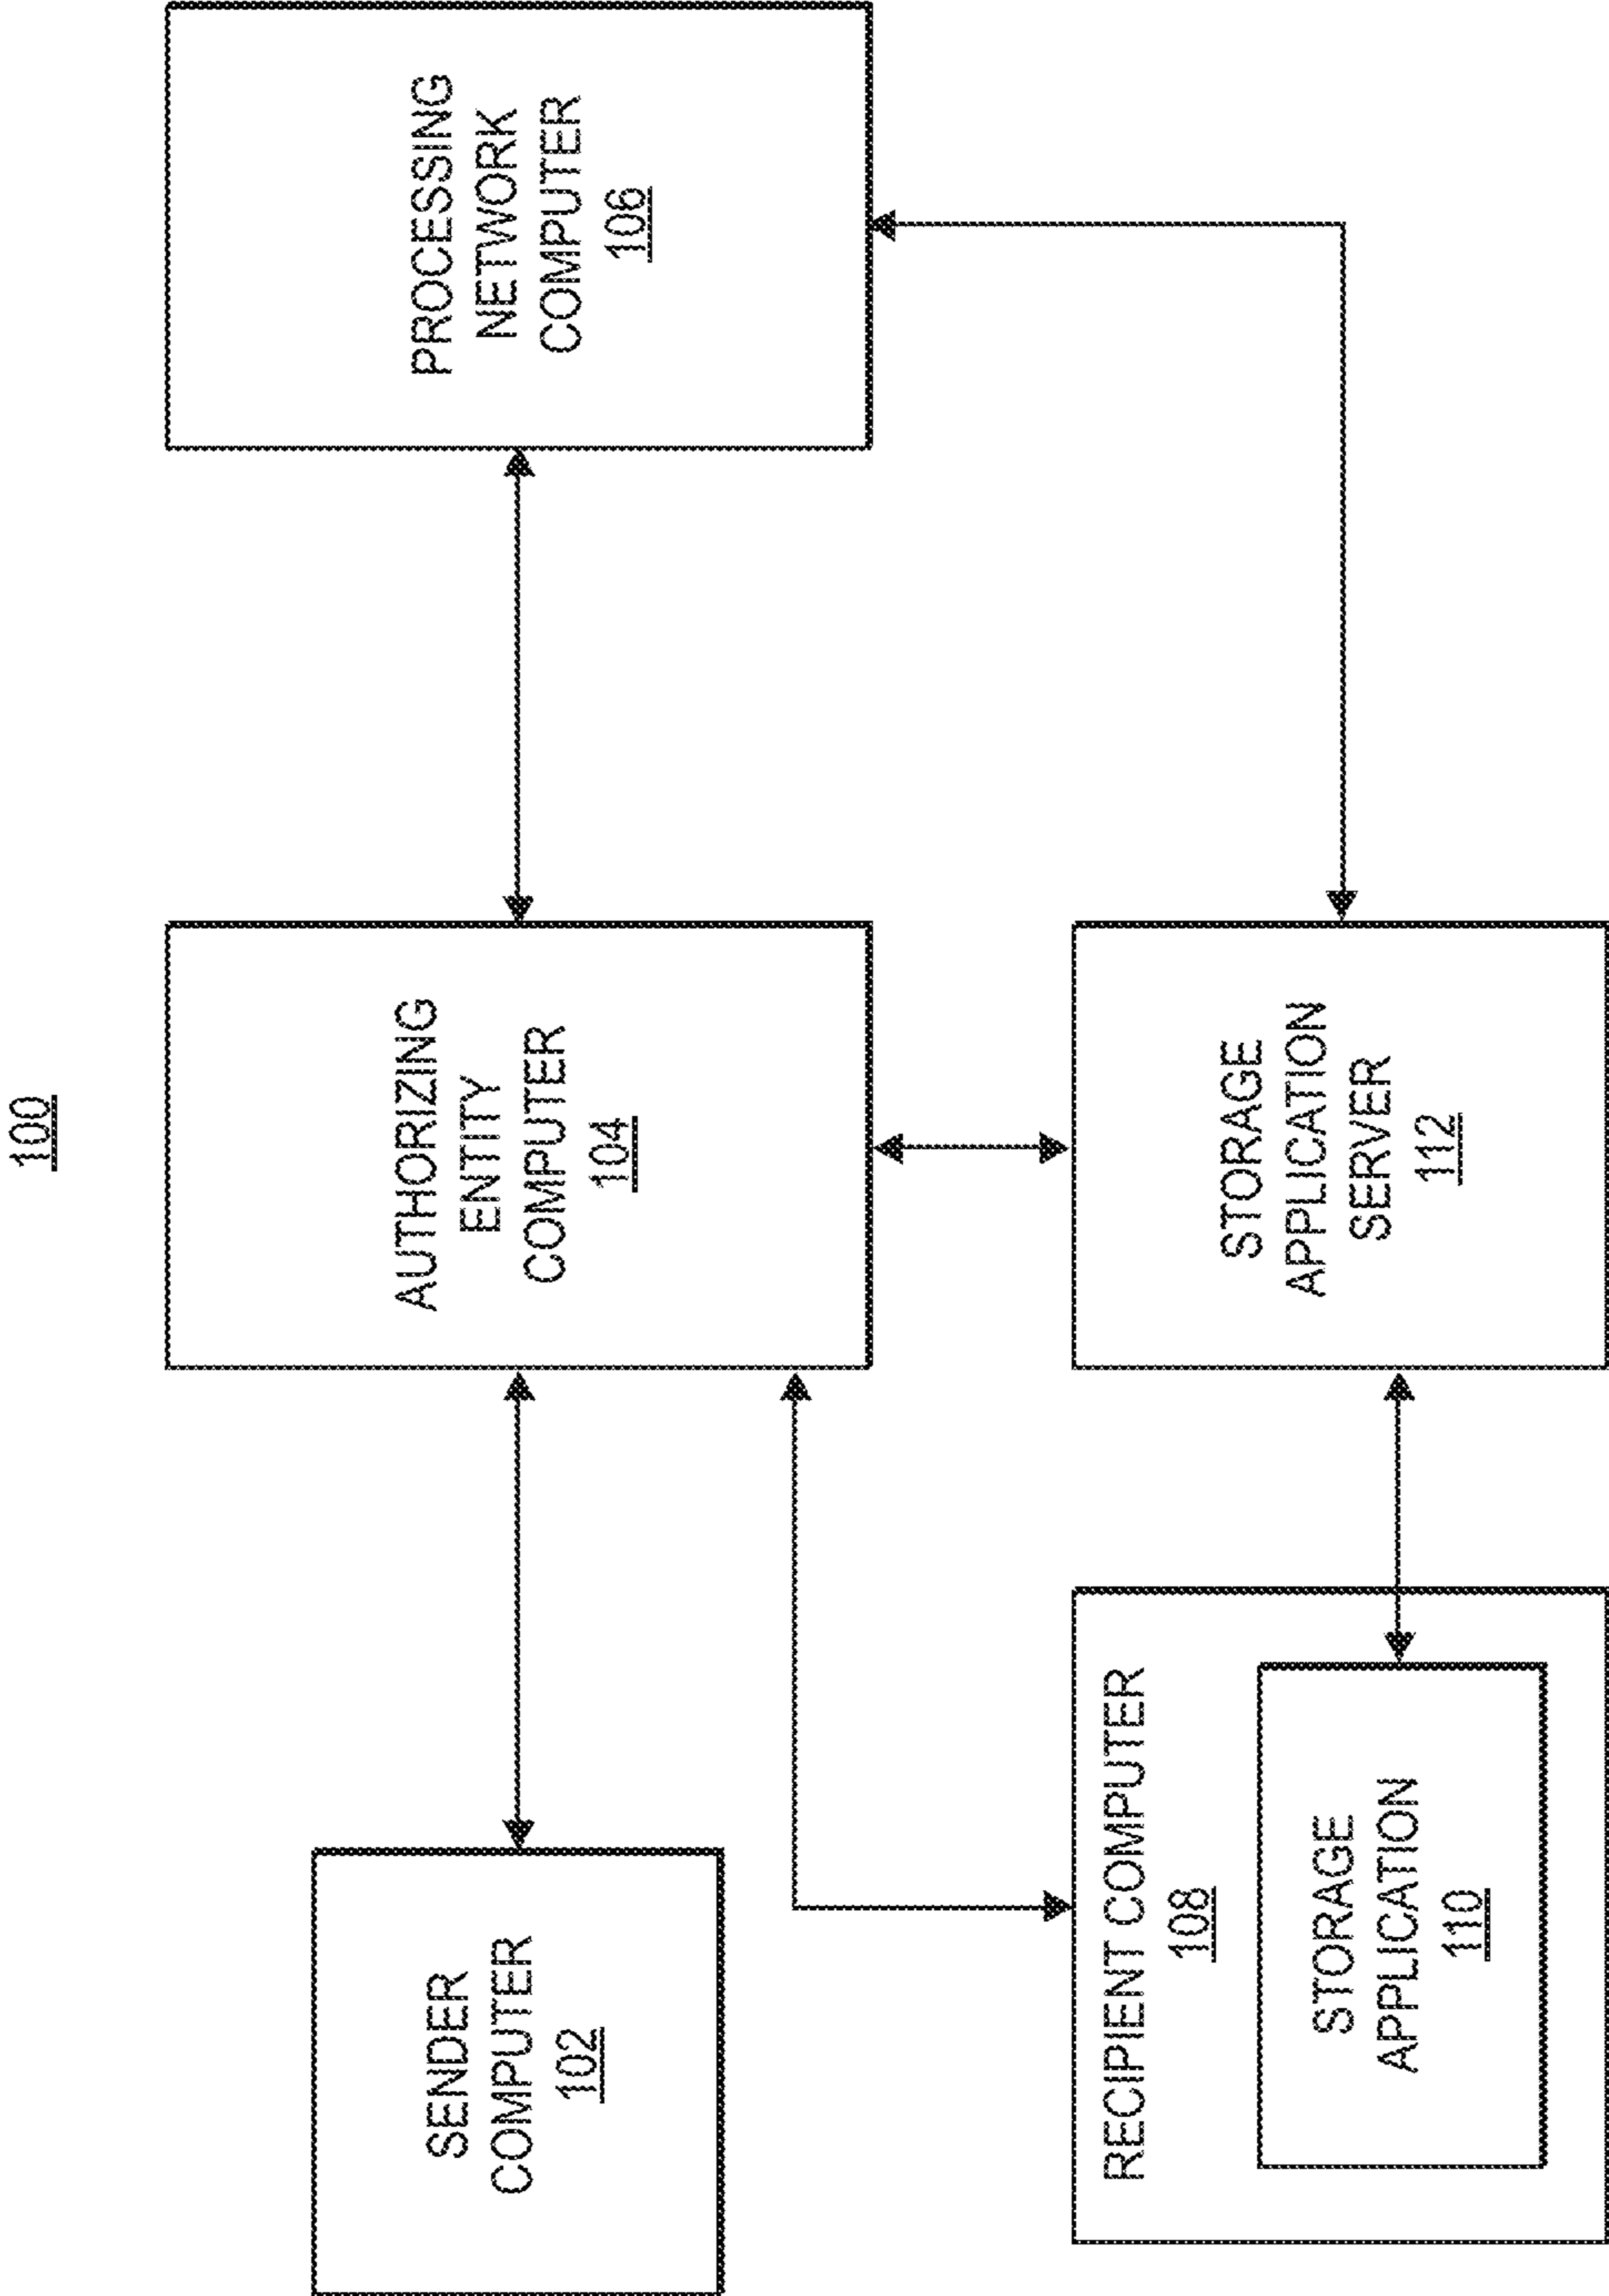 100
SENDER
COMPUTER
102
AUTHORIZING
ENTITY
COMPUTER
104
PROCESSING
NETWORK
COMPUTER
106
RECIPIENT COMPUTER
108
STORAGE
APPLICATION
110
STORAGE
APPLICATION
SERVER
112